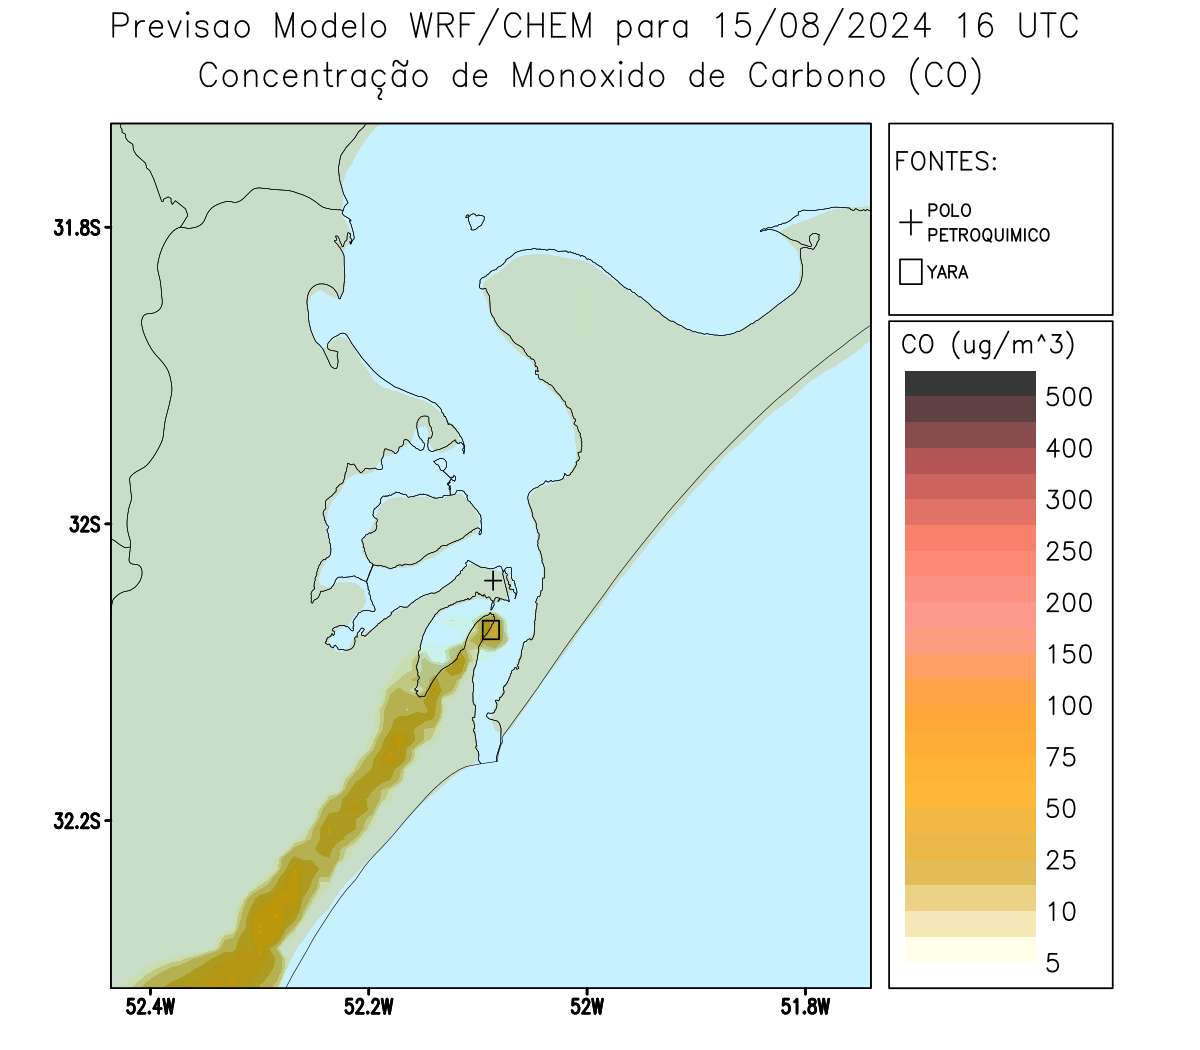 Previsao Modelo WRF/CHEM para 15/08/2024 16 UTC
Concentração de Monoxido de Carbono (CO)
FONTES:
POLO
PETROQUIMICO
YARA
CO (ug/m^3)
500
400
300
250
200
150
100
75
50
25
10
5
31.8S
32S
32.2S
52.4W 52.2W 52W 51.8W